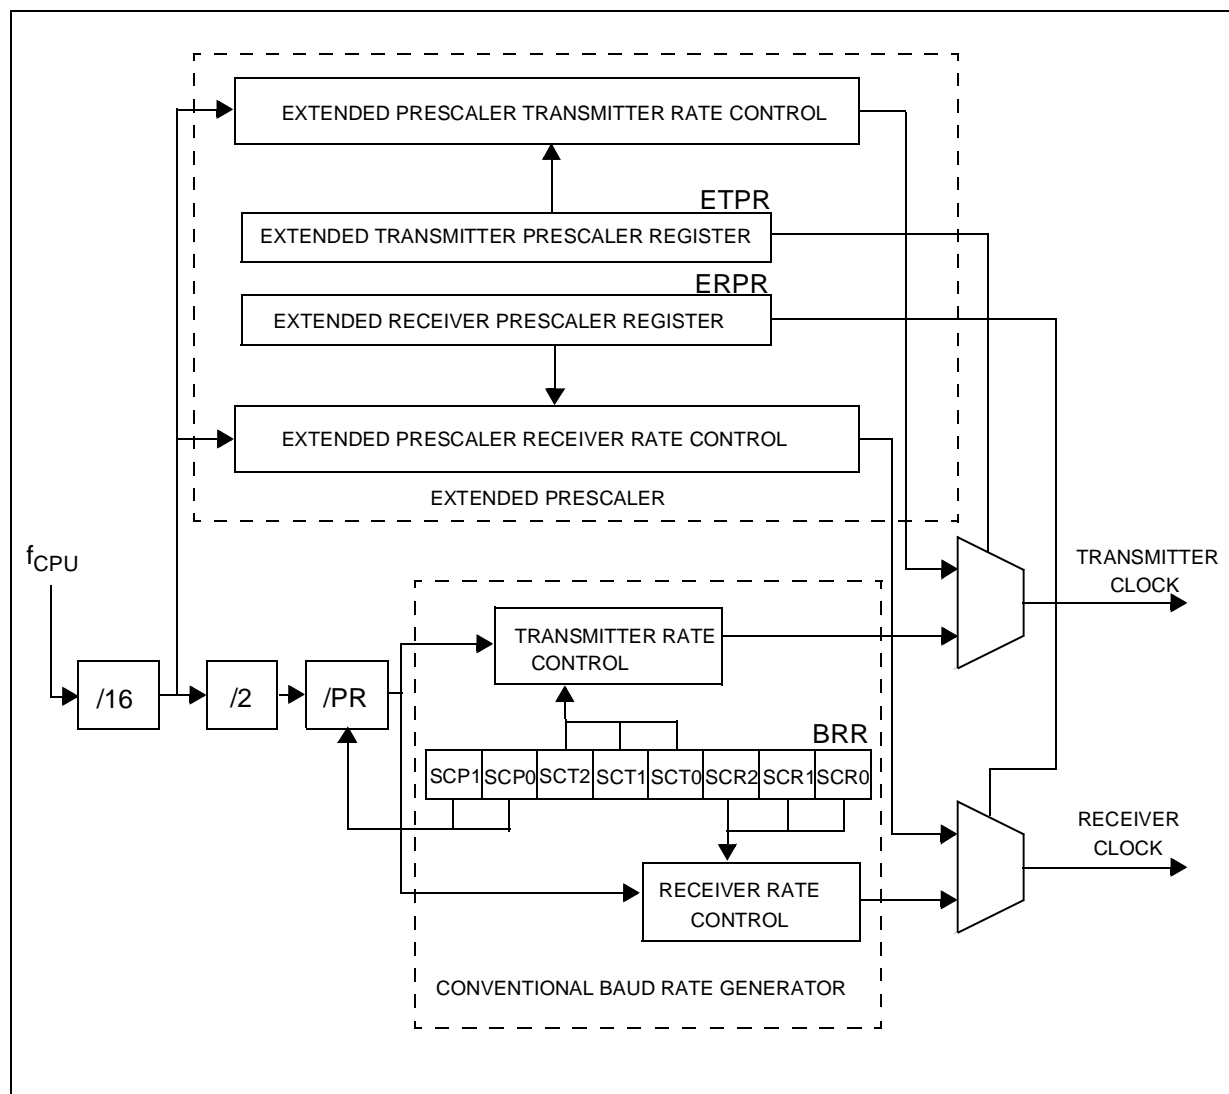 EXTENDED PRESCALER TRANSMITTER RATE CONTROL
ETPR
EXTENDED TRANSMITTER PRESCALER REGISTER
ERPR
EXTENDED RECEIVER PRESCALER REGISTER
EXTENDED PRESCALER RECEIVER RATE CONTROL
EXTENDED PRESCALER
fCPU
TRANSMITTER
CLOCK
TRANSMITTER RATE
CONTROL
/16
/2
/PR
BRR
SCP1 SCP0 SCT2 SCT1 SCT0 SCR2 SCR1 SCR0
RECEIVER
CLOCK
RECEIVER RATE
CONTROL
CONVENTIONAL BAUD RATE GENERATOR